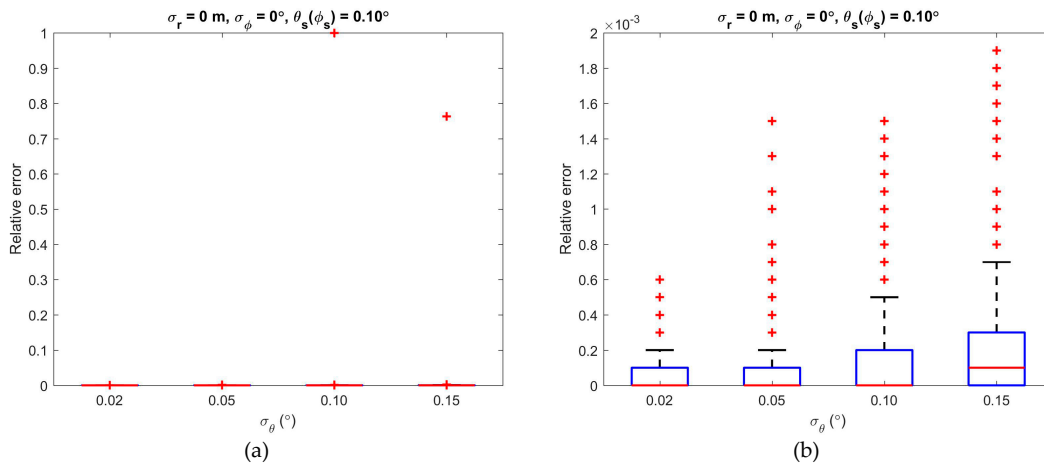 σr = 0 m, σϕ = 0°, θs(ϕs) = 0.10°
1
0.9
0.8
0.7
0.6
0.5
0.4
0.3
0.2
0.1
0
Relative error
0.02 0.05 0.10 0.15
σθ (°)
(a)
σr = 0 m, σϕ = 0°, θs(ϕs) = 0.10°
×10-3
2
1.8
1.6
1.4
1.2
1
0.8
0.6
0.4
0.2
0
Relative error
0.02 0.05 0.10 0.15
σθ (°)
(b)